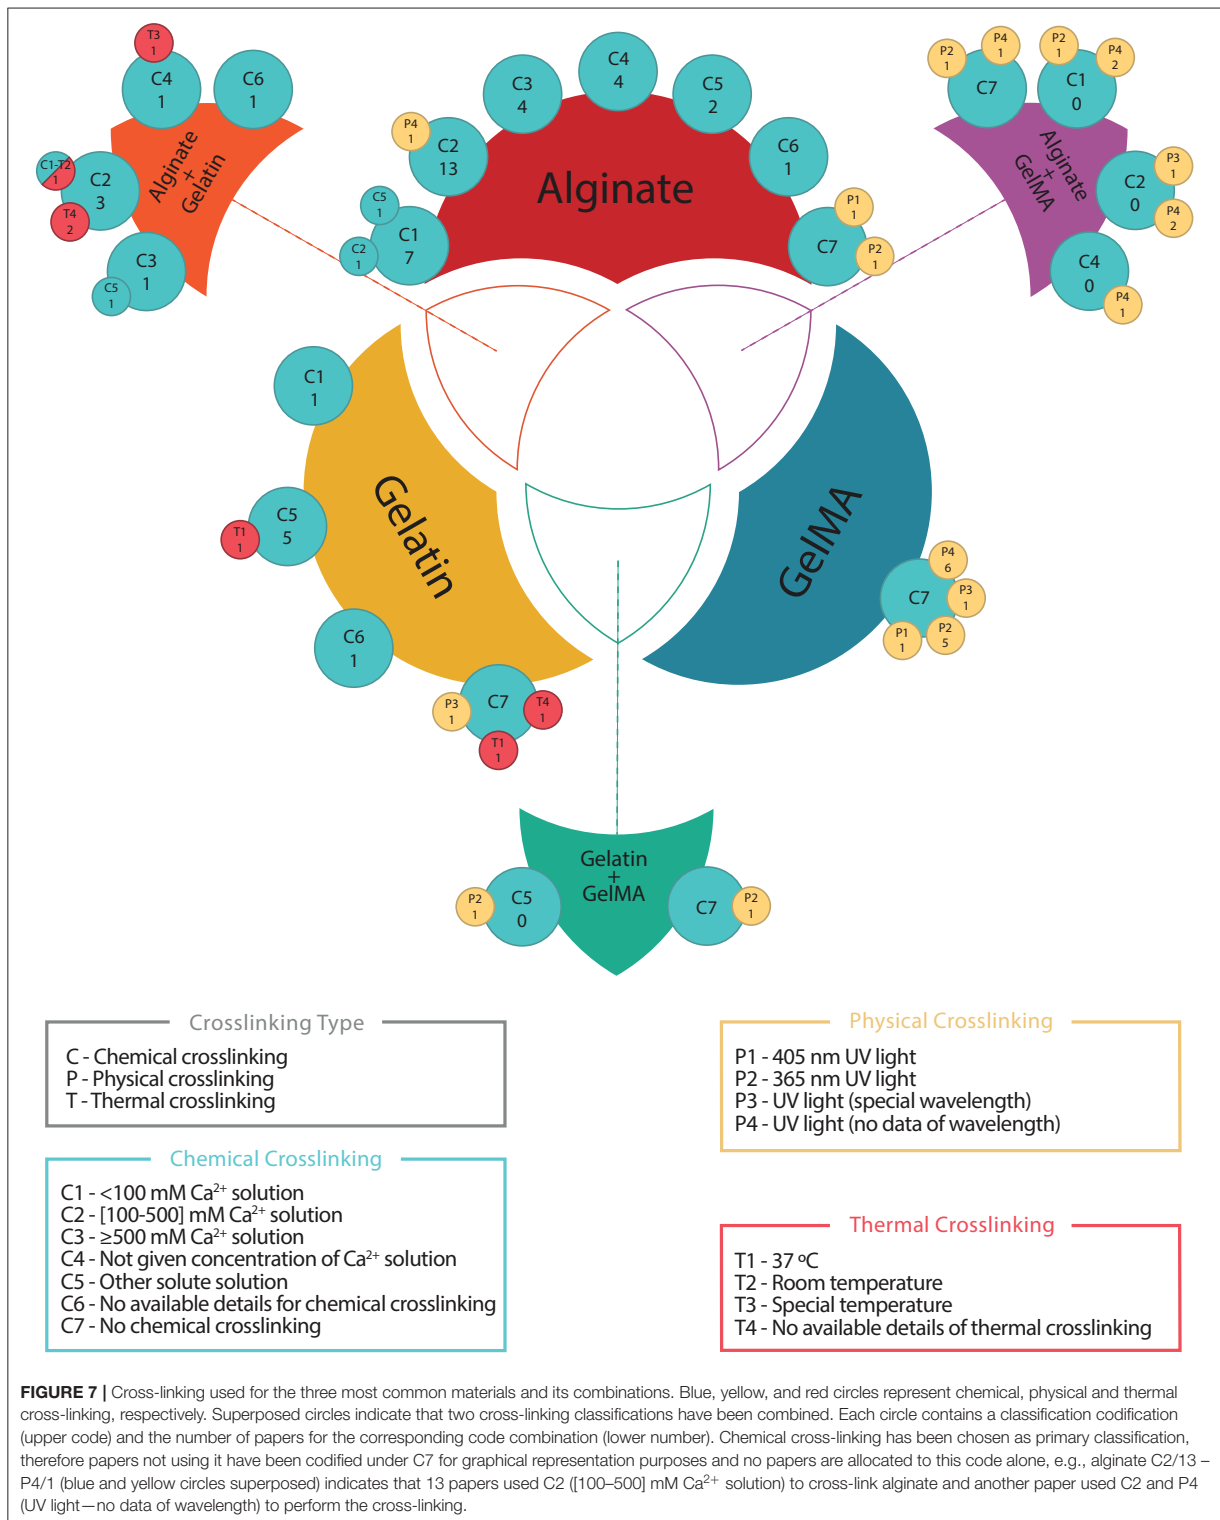 T3
1
C4
1
C6
1
C1-T2
1
C2
3
T4
2
C3
1
C5
1
Alginate
+
Gelatin
P4
1
C2
13
C3
4
C4
4
C5
2
C6
1
C5
1
C2
1
C1
7
P1
1
C7
P2
1
Alginate
P2
1
P4
1
C7
P2
1
P4
2
C1
0
P3
1
C2
0
P4
2
C4
0
P4
1
Alginate
+
GelMA
C1
1
T1
1
C5
5
C6
1
P3
1
C7
T4
1
T1
1
Gelatin
GelMA
P4
6
C7
P3
1
P1
1
P2
5
Gelatin
+
GelMA
P2
1
C5
0
C7
P2
1
Crosslinking Type
C - Chemical crosslinking
P - Physical crosslinking
T - Thermal crosslinking
Physical Crosslinking
P1 - 405 nm UV light
P2 - 365 nm UV light
P3 - UV light (special wavelength)
P4 - UV light (no data of wavelength)
Chemical Crosslinking
C1 - <100 mM Ca²⁺ solution
C2 - [100-500] mM Ca²⁺ solution
C3 - ≥500 mM Ca²⁺ solution
C4 - Not given concentration of Ca²⁺ solution
C5 - Other solute solution
C6 - No available details for chemical crosslinking
C7 - No chemical crosslinking
Thermal Crosslinking
T1 - 37 ºC
T2 - Room temperature
T3 - Special temperature
T4 - No available details of thermal crosslinking
FIGURE 7 | Cross-linking used for the three most common materials and its combinations. Blue, yellow, and red circles represent chemical, physical and thermal
cross-linking, respectively. Superposed circles indicate that two cross-linking classifications have been combined. Each circle contains a classification codification
(upper code) and the number of papers for the corresponding code combination (lower number). Chemical cross-linking has been chosen as primary classification,
therefore papers not using it have been codified under C7 for graphical representation purposes and no papers are allocated to this code alone, e.g., alginate C2/13 –
P4/1 (blue and yellow circles superposed) indicates that 13 papers used C2 ([100–500] mM Ca²⁺ solution) to cross-link alginate and another paper used C2 and P4
(UV light—no data of wavelength) to perform the cross-linking.